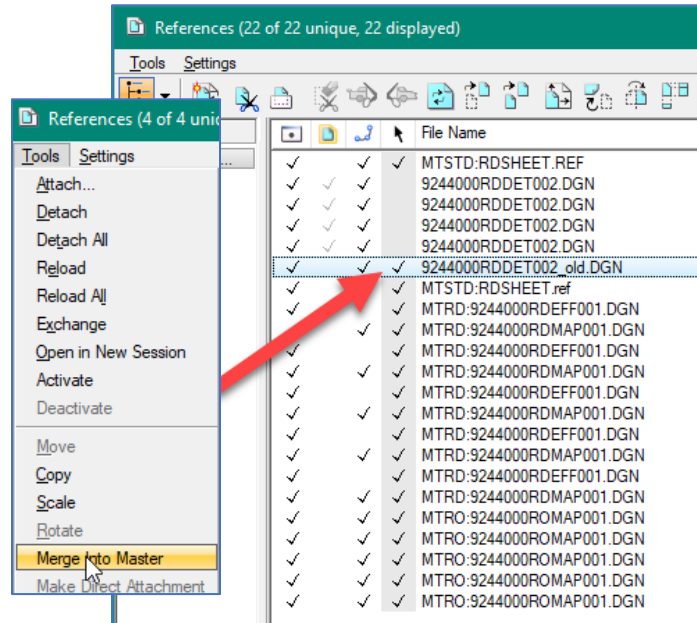 References (22 of 22 unique, 22 displayed)
Tools Settings
References (4 of 4 unic
Tools Settings
Attach...
Detach
Detach All
Reload
Reload All
Exchange
Open in New Session
Activate
Deactivate
Move
Copy
Scale
Rotate
Merge Into Master
Make Direct Attachment
...
File Name
MTSTD:RDSHEET.REF
9244000RDDET002.DGN
9244000RDDET002.DGN
9244000RDDET002.DGN
9244000RDDET002.DGN
9244000RDDET002_old.DGN
MTSTD:RDSHEET.ref
MTRD:9244000RDEFF001.DGN
MTRD:9244000RDMAP001.DGN
MTRD:9244000RDEFF001.DGN
MTRD:9244000RDMAP001.DGN
MTRD:9244000RDEFF001.DGN
MTRD:9244000RDMAP001.DGN
MTRD:9244000RDEFF001.DGN
MTRD:9244000RDMAP001.DGN
MTRD:9244000RDEFF001.DGN
MTRD:9244000RDMAP001.DGN
MTRO:9244000ROMAP001.DGN
MTRO:9244000ROMAP001.DGN
MTRO:9244000ROMAP001.DGN
MTRO:9244000ROMAP001.DGN
MTRO:9244000ROMAP001.DGN